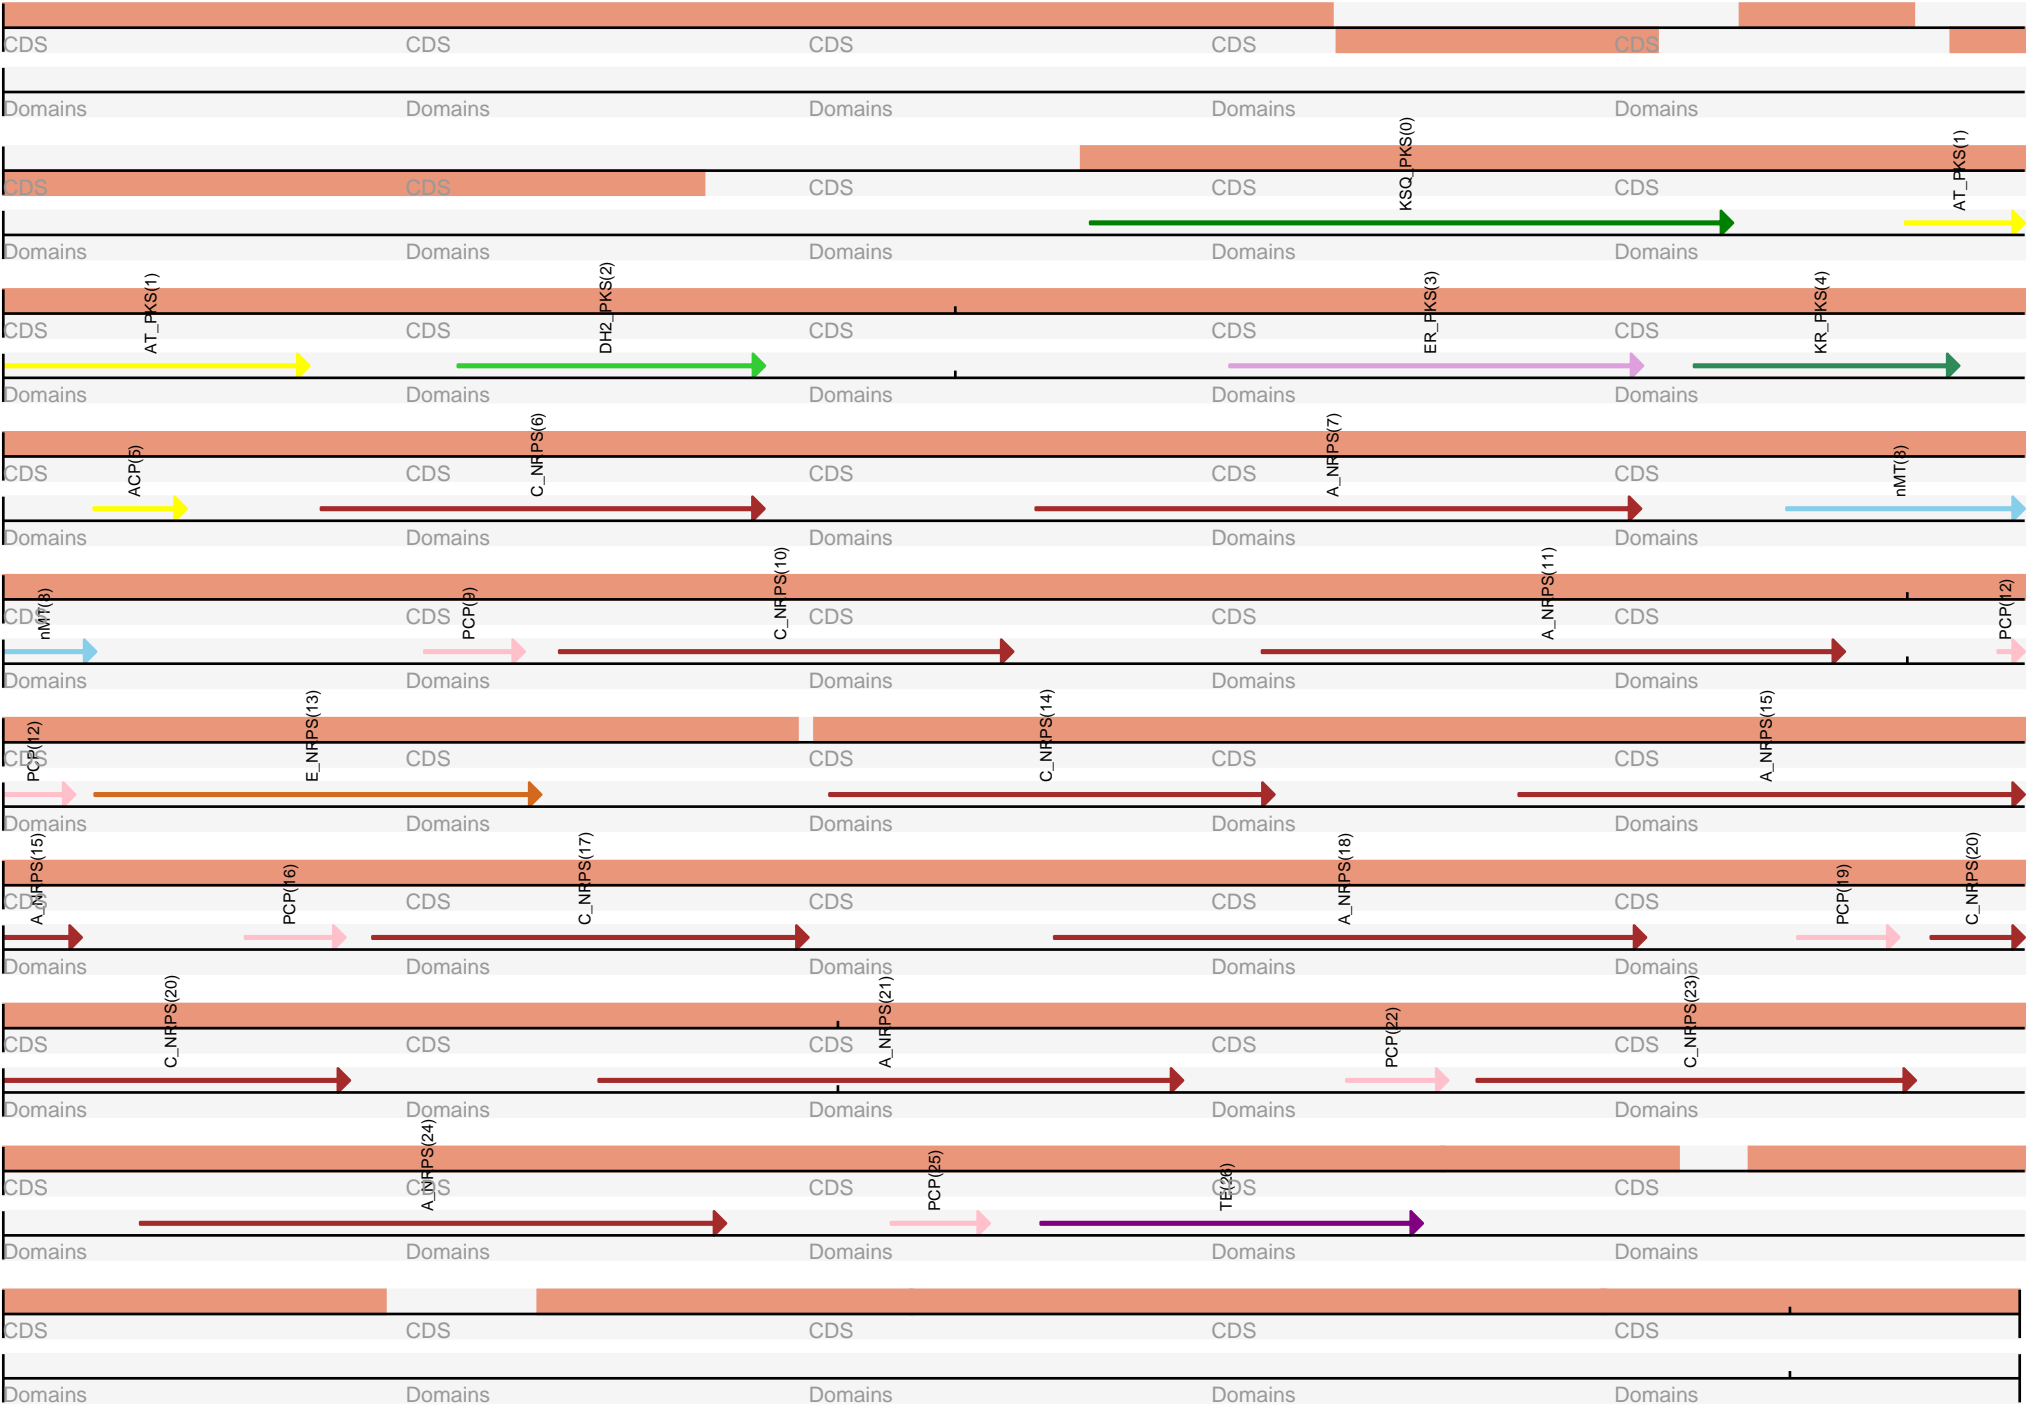 CDS CDS CDS CDS CDS
Domains Domains Domains Domains Domains
KSQ_PKS(0) AT_PKS(1)
CDS CDS CDS CDS CDS
Domains Domains Domains Domains Domains
AT_PKS(1) DH2_PKS(2) ER_PKS(3) KR_PKS(4)
CDS CDS CDS CDS CDS
Domains Domains Domains Domains Domains
ACP(5) C_NRPS(6) A_NRPS(7) nMT(8)
CDS CDS CDS CDS CDS
Domains Domains Domains Domains Domains
nMT(8) PCP(9) C_NRPS(10) A_NRPS(11) PCP(12)
CDS CDS CDS CDS CDS
Domains Domains Domains Domains Domains
PCP(12) E_NRPS(13) C_NRPS(14) A_NRPS(15)
CDS CDS CDS CDS CDS
Domains Domains Domains Domains Domains
A_NRPS(15) PCP(16) C_NRPS(17) A_NRPS(18) PCP(19) C_NRPS(20)
CDS CDS CDS CDS CDS
Domains Domains Domains Domains Domains
C_NRPS(20) A_NRPS(21) PCP(22) C_NRPS(23)
CDS CDS CDS CDS CDS
Domains Domains Domains Domains Domains
A_NRPS(24) PCP(25) TE(26)
CDS CDS CDS CDS CDS
Domains Domains Domains Domains Domains
CDS CDS CDS CDS CDS
Domains Domains Domains Domains Domains